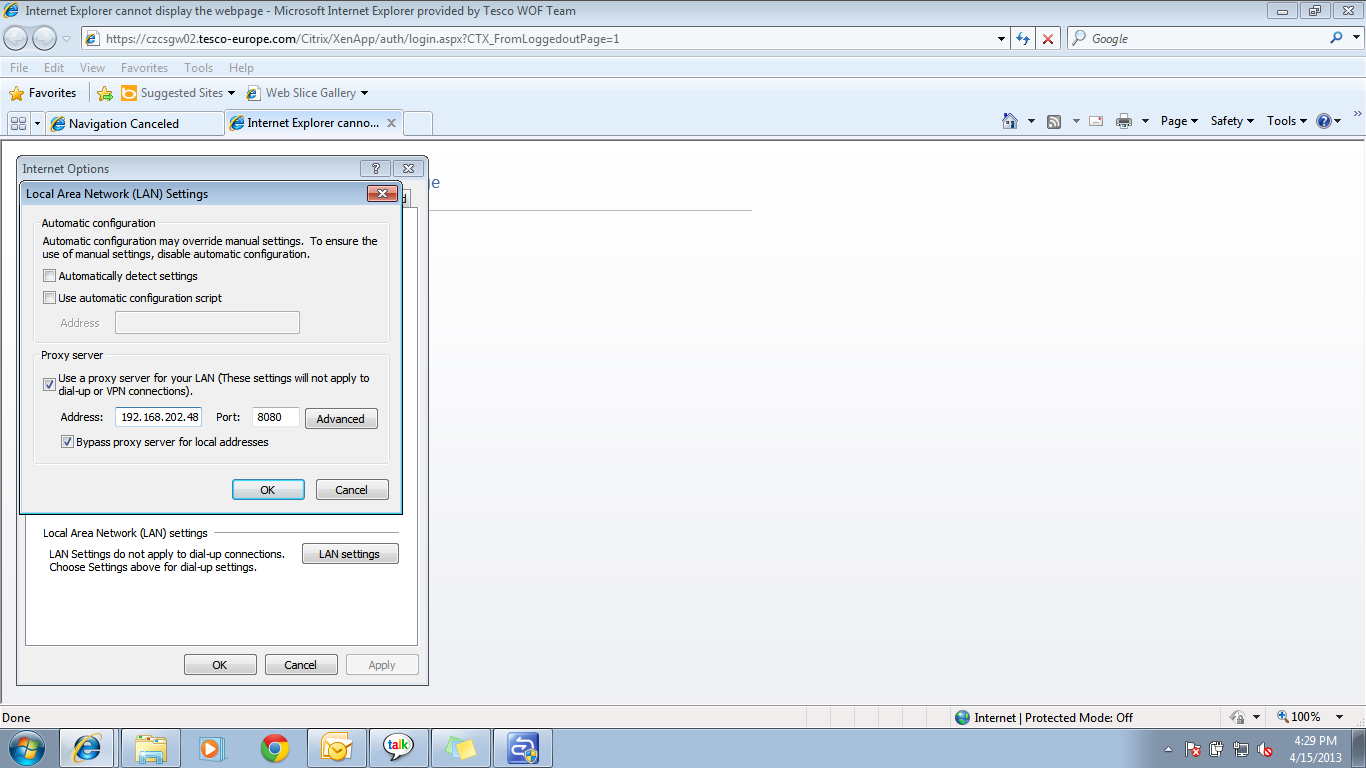 Internet Explorer cannot display the webpage - Microsoft Internet Explorer provided by Tesco WOF Team
https://czcsgw02.tesco-europe.com/Citrix/XenApp/auth/login.aspx?CTX_FromLoggedoutPage=1
Google
File Edit View Favorites Tools Help
Favorites Suggested Sites Web Slice Gallery
Navigation Canceled Internet Explorer canno... Page Safety Tools
Internet Options
Local Area Network (LAN) Settings
Automatic configuration
Automatic configuration may override manual settings. To ensure the
use of manual settings, disable automatic configuration.
Automatically detect settings
Use automatic configuration script
Address
Proxy server
Use a proxy server for your LAN (These settings will not apply to
dial-up or VPN connections).
Address: 192.168.202.48 Port: 8080 Advanced
Bypass proxy server for local addresses
OK Cancel
Local Area Network (LAN) settings
LAN Settings do not apply to dial-up connections.
Choose Settings above for dial-up settings.
LAN settings
OK Cancel Apply
Done Internet | Protected Mode: Off 100%
talk
4:29 PM
4/15/2013